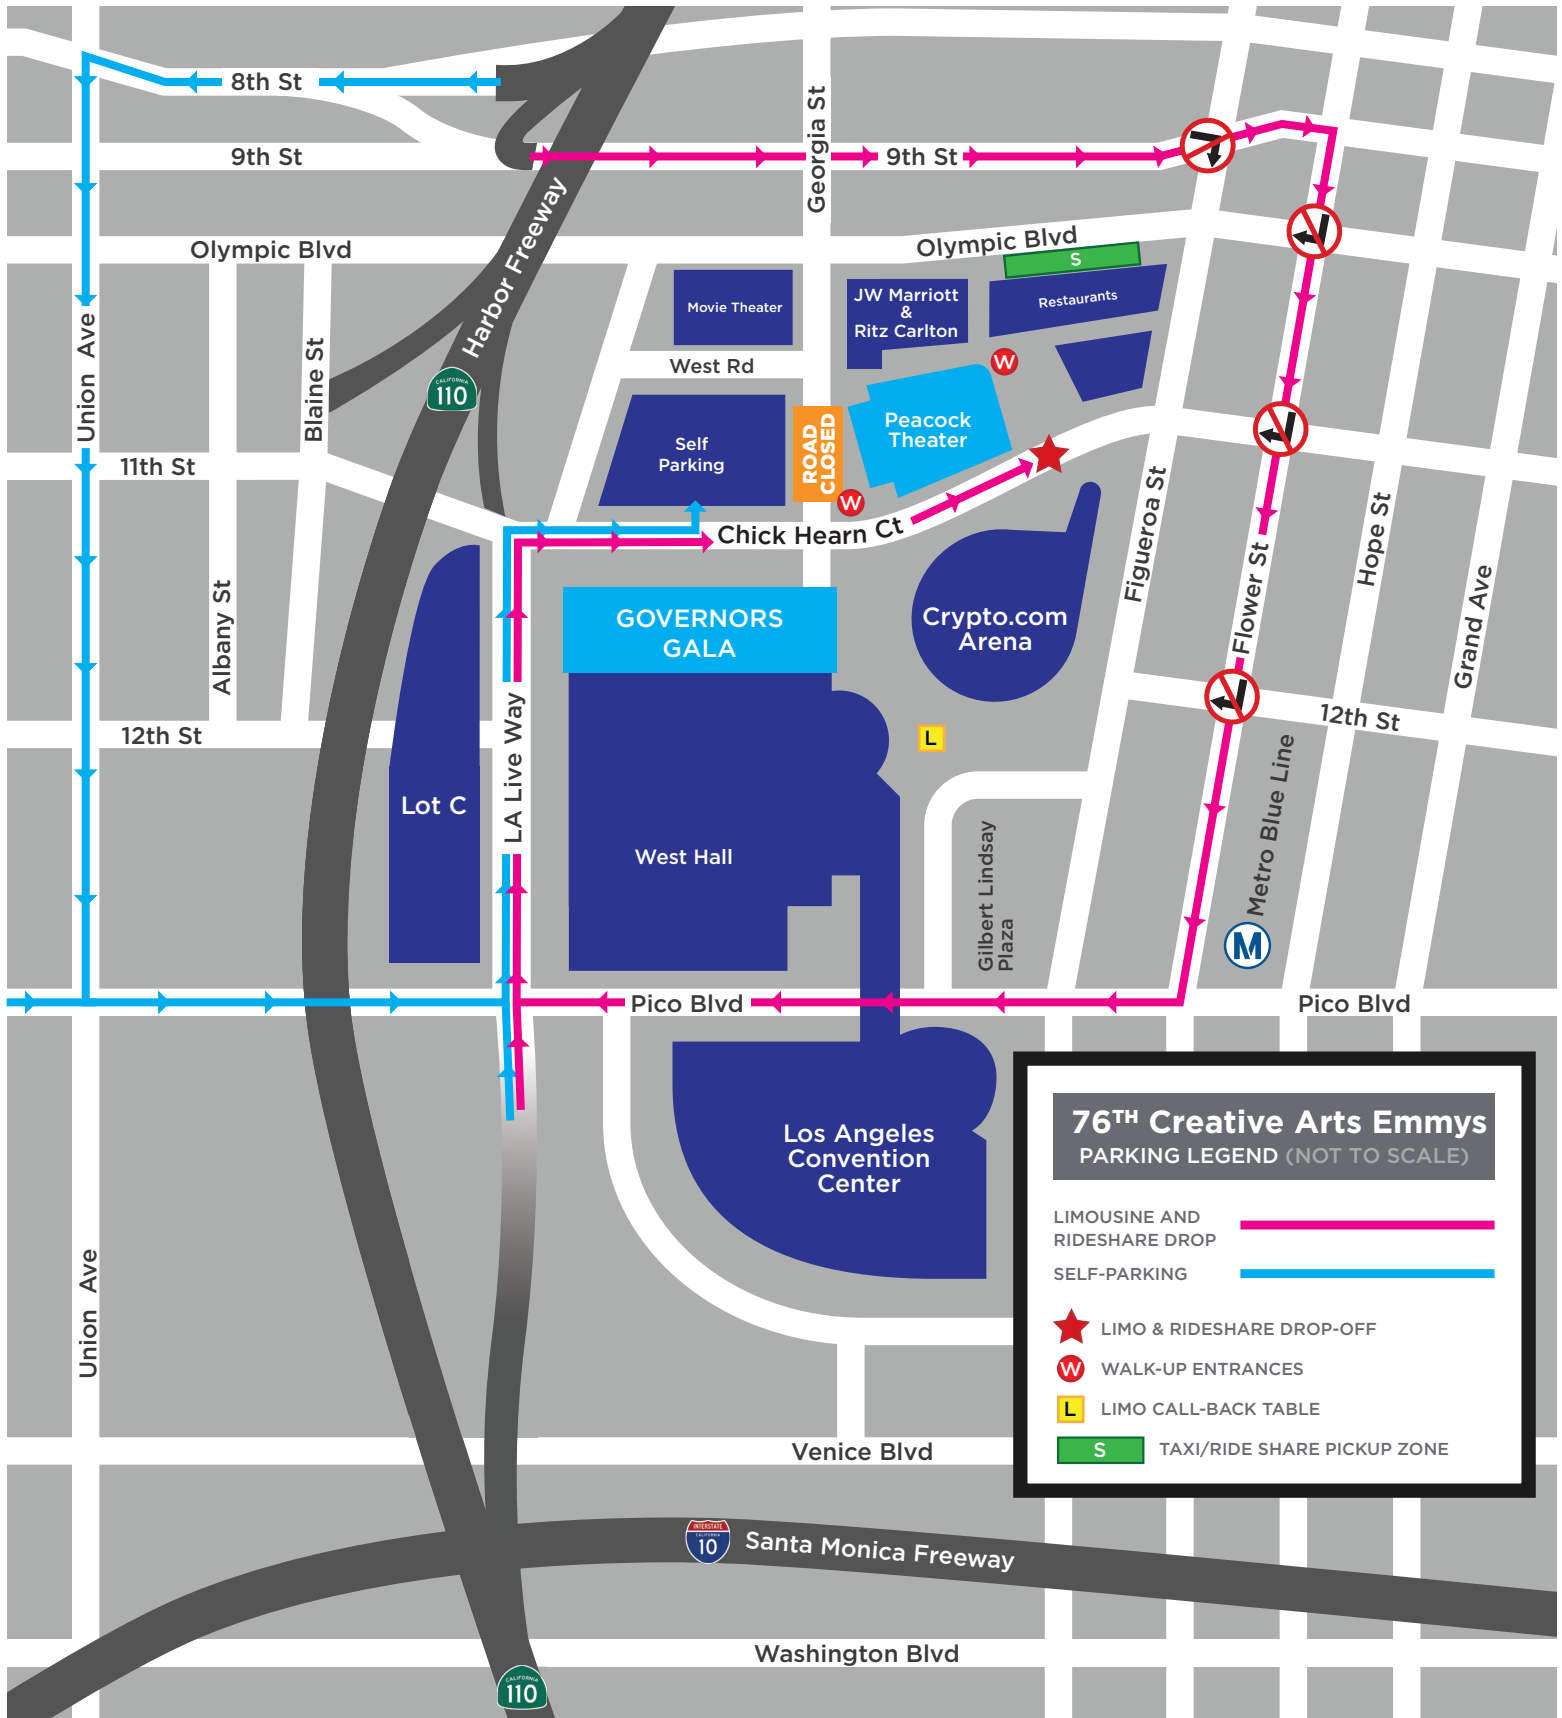 8th St
9th St
9th St
Georgia St
Olympic Blvd
Olympic Blvd
S
Harbor Freeway
CALIFORNIA
110
Union Ave
Blaine St
Movie Theater
JW Marriott
&
Ritz Carlton
Restaurants
West Rd
W
Self
Parking
ROAD
CLOSED
Peacock
Theater
W
11th St
Chick Hearn Ct
Figueroa St
Flower St
Hope St
Grand Ave
Albany St
GOVERNORS
GALA
Crypto.com
Arena
12th St
12th St
L
LA Live Way
Lot C
West Hall
Gilbert Lindsay
Plaza
Metro Blue Line
M
Pico Blvd
Pico Blvd
Los Angeles
Convention
Center
76TH Creative Arts Emmys
PARKING LEGEND (NOT TO SCALE)
LIMOUSINE AND
RIDESHARE DROP
SELF-PARKING
LIMO & RIDESHARE DROP-OFF
W WALK-UP ENTRANCES
L LIMO CALL-BACK TABLE
S TAXI/RIDE SHARE PICKUP ZONE
Union Ave
Venice Blvd
INTERSTATE
CALIFORNIA
10
Santa Monica Freeway
Washington Blvd
CALIFORNIA
110